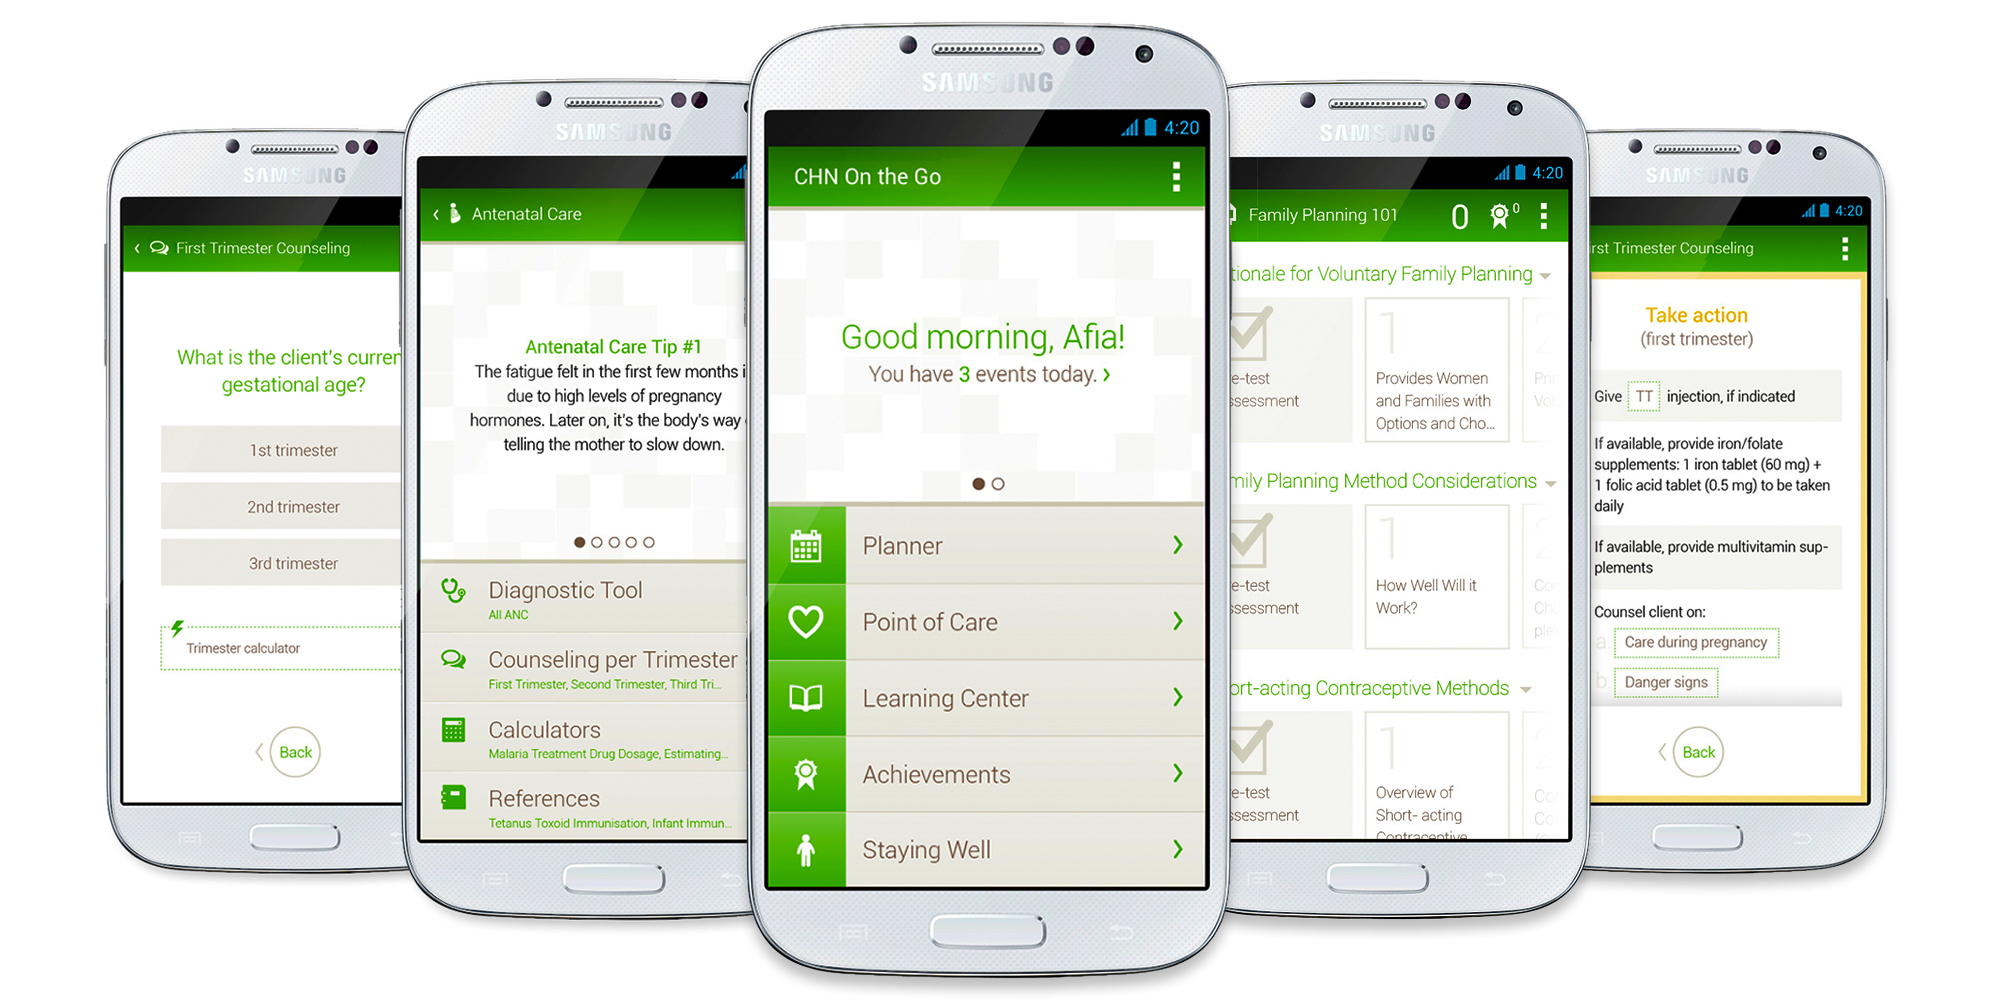 SAMSUNG
First Trimester Counseling
What is the client's curren
gestational age?
1st trimester
2nd trimester
3rd trimester
Trimester calculator
Back
SAMSUNG
Antenatal Care
Antenatal Care Tip #1
The fatigue felt in the first few months i
due to high levels of pregnancy
hormones. Later on, it's the body's way
telling the mother to slow down.
Diagnostic Tool
All ANC
Counseling per Trimester
First Trimester, Second Trimester, Third Tri...
Calculators
Malaria Treatment Drug Dosage, Estimating...
References
Tetanus Toxoid Immunisation, Infant Immun...
SAMSUNG
4:20
CHN On the Go
Good morning, Afia!
You have 3 events today. >
Planner
Point of Care
Learning Center
Achievements
Staying Well
SAMSUNG
4:20
Family Planning 101 0 0
tionale for Voluntary Family Planning
e-test
sessment
1
Provides Women
and Families with
Options and Cho...
mily Planning Method Considerations
e-test
sessment
1
How Well Will it
Work?
ort-acting Contraceptive Methods
e-test
sessment
1
Overview of
Short- acting
Contraceptive
SAMSUNG
4:20
rst Trimester Counseling
Take action
(first trimester)
Give TT injection, if indicated
If available, provide iron/folate
supplements: 1 iron tablet (60 mg) +
1 folic acid tablet (0.5 mg) to be taken
daily
If available, provide multivitamin sup-
plements
Counsel client on:
a. Care during pregnancy
b. Danger signs
Back